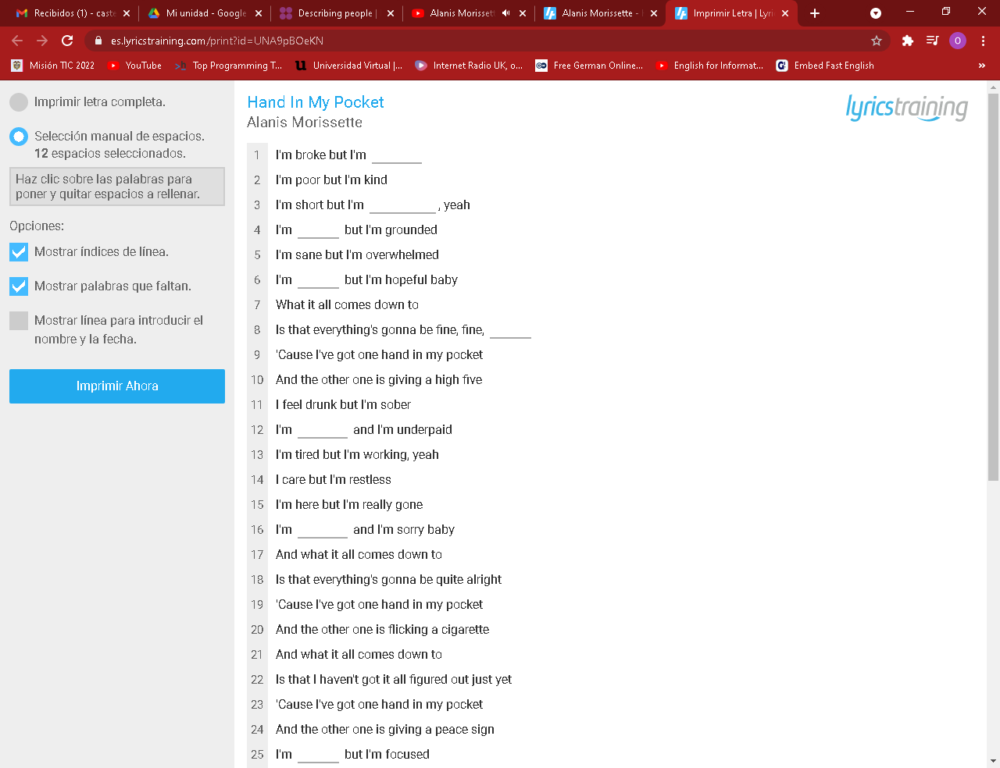 Recibidos (1) - caste
Mi unidad - Google
Describing people |
Alanis Morissett
Alanis Morissette -
Imprimir Letra | Lyri
es.lyricstraining.com/print?id=UNA9pBOeKN
O
Misión TIC 2022
YouTube
Top Programming T...
Universidad Virtual |...
Internet Radio UK, o...
Free German Online...
English for Informat...
Embed Fast English
»
Imprimir letra completa.
Selección manual de espacios.
12 espacios seleccionados.
Haz clic sobre las palabras para
poner y quitar espacios a rellenar.
Opciones:
Mostrar índices de línea.
Mostrar palabras que faltan.
Mostrar línea para introducir el
nombre y la fecha.
Imprimir Ahora
Hand In My Pocket
Alanis Morissette
lyricstraining
1 I'm broke but I'm ________
2 I'm poor but I'm kind
3 I'm short but I'm __________ , yeah
4 I'm ______ but I'm grounded
5 I'm sane but I'm overwhelmed
6 I'm ______ but I'm hopeful baby
7 What it all comes down to
8 Is that everything's gonna be fine, fine, ______
9 'Cause I've got one hand in my pocket
10 And the other one is giving a high five
11 I feel drunk but I'm sober
12 I'm ________ and I'm underpaid
13 I'm tired but I'm working, yeah
14 I care but I'm restless
15 I'm here but I'm really gone
16 I'm ________ and I'm sorry baby
17 And what it all comes down to
18 Is that everything's gonna be quite alright
19 'Cause I've got one hand in my pocket
20 And the other one is flicking a cigarette
21 And what it all comes down to
22 Is that I haven't got it all figured out just yet
23 'Cause I've got one hand in my pocket
24 And the other one is giving a peace sign
25 I'm ______ but I'm focused